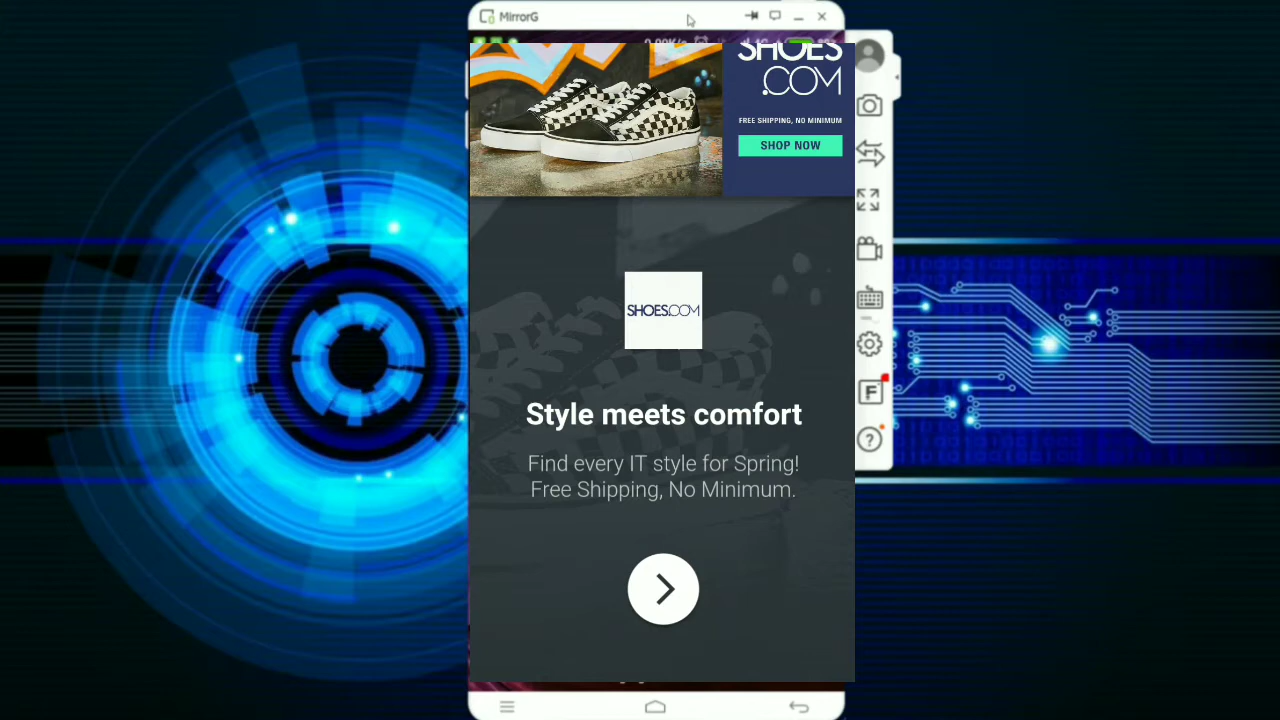 MirrorG
SHOES
.COM
FREE SHIPPING, NO MINIMUM
SHOP NOW
SHOES.COM
Style meets comfort
Find every IT style for Spring!
Free Shipping, No Minimum.